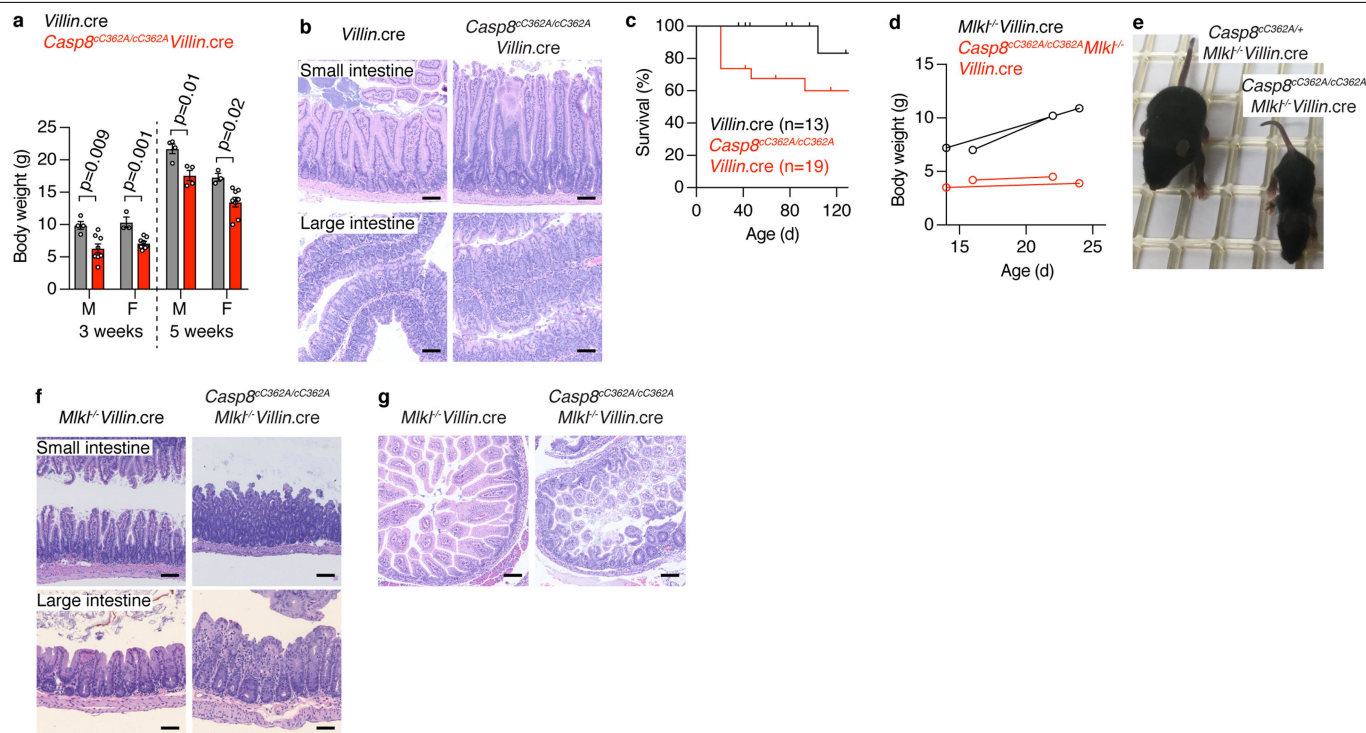 a
Villin.cre
Casp8cC362A/cC362AVillin.cre
Body weight (g)
25
20
15
10
5
0
p=0.009
p=0.001
p=0.01
p=0.02
M
F
M
F
3 weeks
5 weeks
b
Villin.cre
Casp8cC362A/cC362A
Villin.cre
Small intestine
Large intestine
c
Survival (%)
100
80
60
40
20
0
Villin.cre (n=13)
Casp8cC362A/cC362A
Villin.cre (n=19)
0
40
80
120
Age (d)
d
Mlkl-/-Villin.cre
Casp8cC362A/cC362AMlkl-/-
Villin.cre
Body weight (g)
15
10
5
0
15
20
25
Age (d)
e
Casp8cC362A/+
Mlkl-/-Villin.cre
Casp8cC362A/cC362A
Mlkl-/-Villin.cre
f
Mlkl-/-Villin.cre
Casp8cC362A/cC362A
Mlkl-/-Villin.cre
Small intestine
Large intestine
g
Mlkl-/-Villin.cre
Casp8cC362A/cC362A
Mlkl-/-Villin.cre